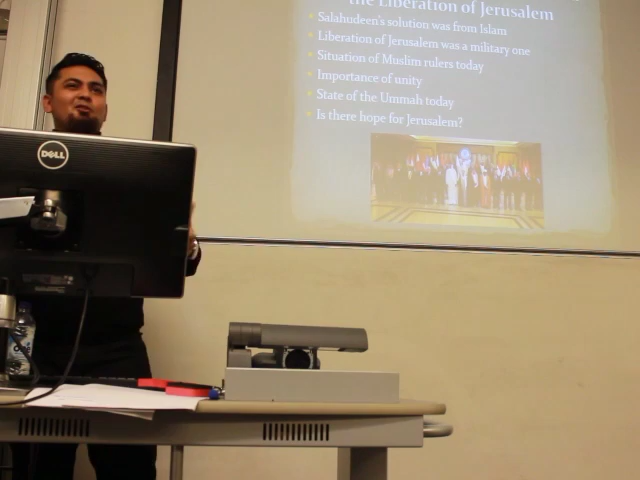 the Liberation of Jerusalem
Salahudeen's solution was from Islam
Liberation of Jerusalem was a military one
Situation of Muslim rulers today
Importance of unity
State of the Ummah today
Is there hope for Jerusalem?
DELL